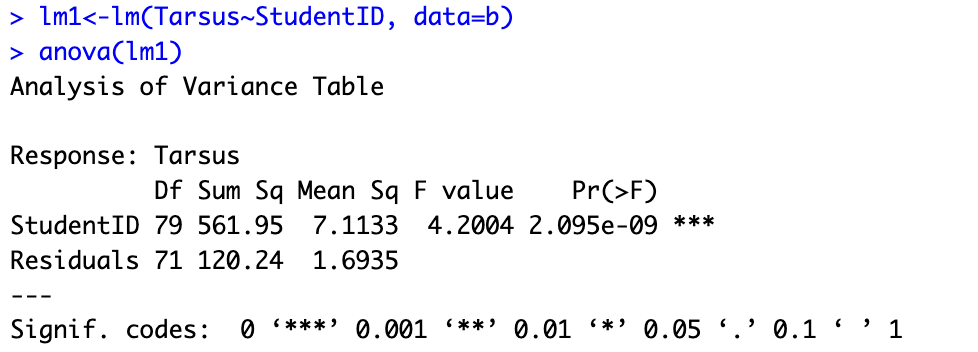 > lm1<-lm(Tarsus~StudentID, data=b)
> anova(lm1)
Analysis of Variance Table

Response: Tarsus
          Df Sum Sq Mean Sq F value    Pr(>F)
StudentID 79 561.95  7.1133  4.2004 2.095e-09 ***
Residuals 71 120.24  1.6935
---
Signif. codes:  0 ‘***’ 0.001 ‘**’ 0.01 ‘*’ 0.05 ‘.’ 0.1 ‘ ’ 1